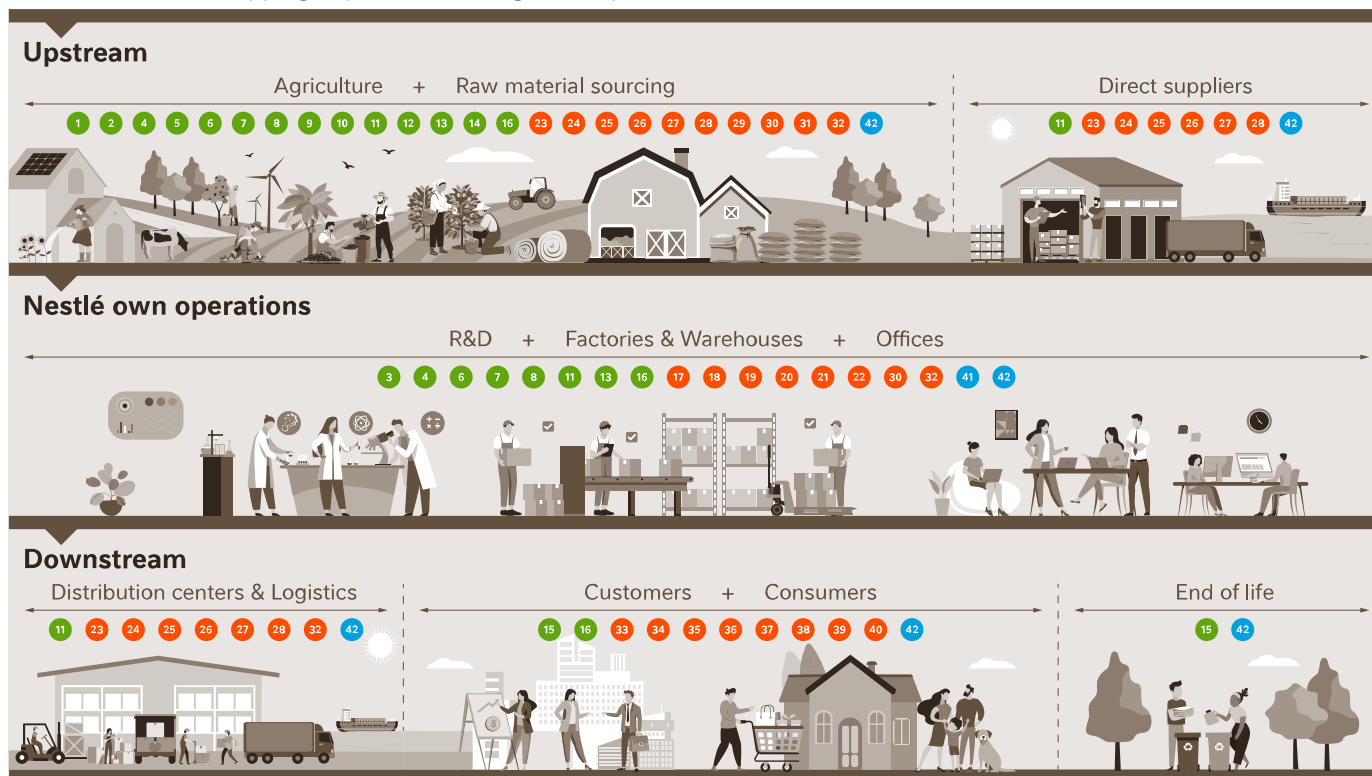 Upstream
Agriculture + Raw material sourcing
Direct suppliers
1 2 4 5 6 7 8 9 10 11 12 13 14 16 23 24 25 26 27 28 29 30 31 32 42
11 23 24 25 26 27 28 42
Nestlé own operations
R&D + Factories & Warehouses + Offices
3 4 6 7 8 11 13 16 17 18 19 20 21 22 30 32 41 42
Downstream
Distribution centers & Logistics
Customers + Consumers
End of life
11 23 24 25 26 27 28 32 42
15 16 33 34 35 36 37 38 39 40 42
15 42
$